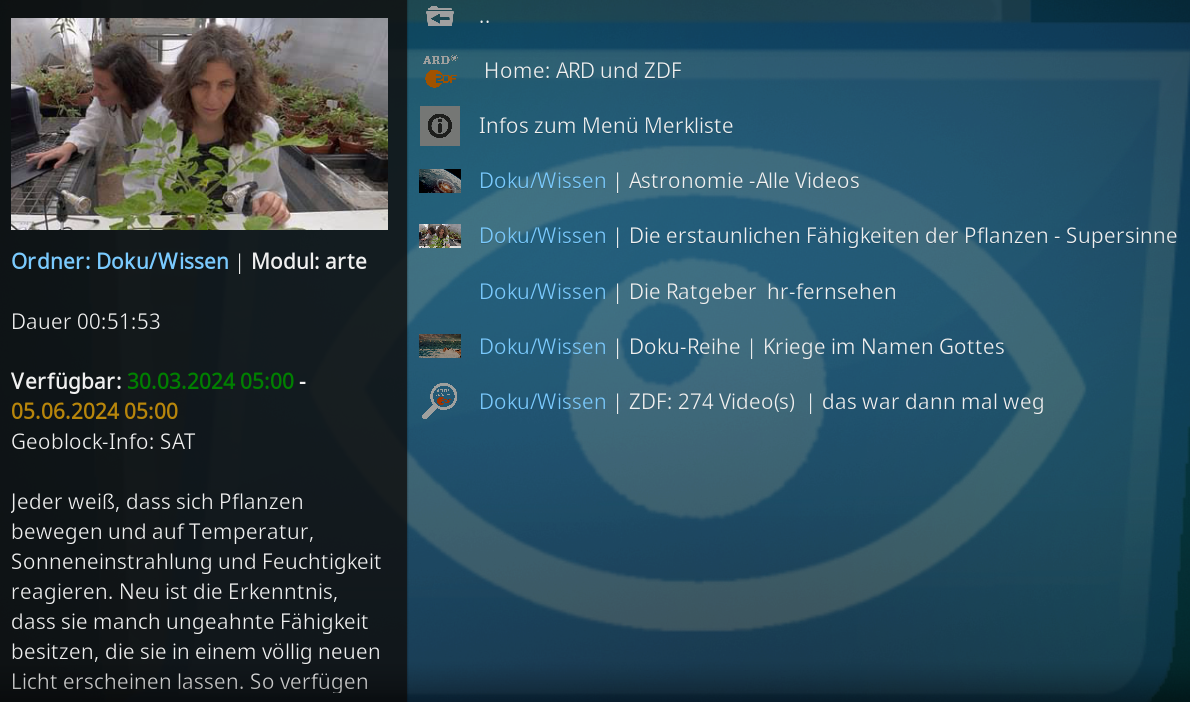 Ordner: Doku/Wissen | Modul: arte
Dauer 00:51:53
Verfügbar: 30.03.2024 05:00 -
05.06.2024 05:00
Geoblock-Info: SAT
Jeder weiß, dass sich Pflanzen
bewegen und auf Temperatur,
Sonneneinstrahlung und Feuchtigkeit
reagieren. Neu ist die Erkenntnis,
dass sie manch ungeahnte Fähigkeit
besitzen, die sie in einem völlig neuen
Licht erscheinen lassen. So verfügen
..
ARD
ZDF
Home: ARD und ZDF
Infos zum Menü Merkliste
Doku/Wissen | Astronomie -Alle Videos
Doku/Wissen | Die erstaunlichen Fähigkeiten der Pflanzen - Supersinne
Doku/Wissen | Die Ratgeber  hr-fernsehen
Doku/Wissen | Doku-Reihe | Kriege im Namen Gottes
Doku/Wissen | ZDF: 274 Video(s)  | das war dann mal weg